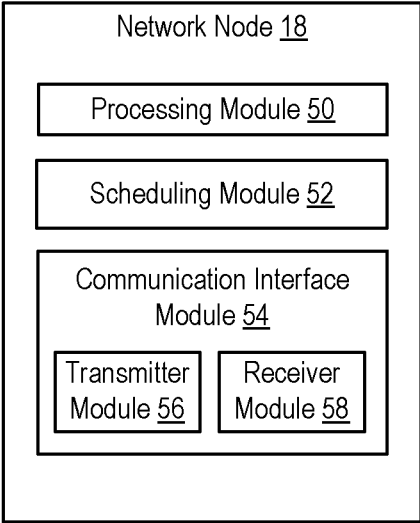 Network Node 18
Processing Module 50
Scheduling Module 52
Communication Interface
Module 54
Transmitter
Module 56
Receiver
Module 58